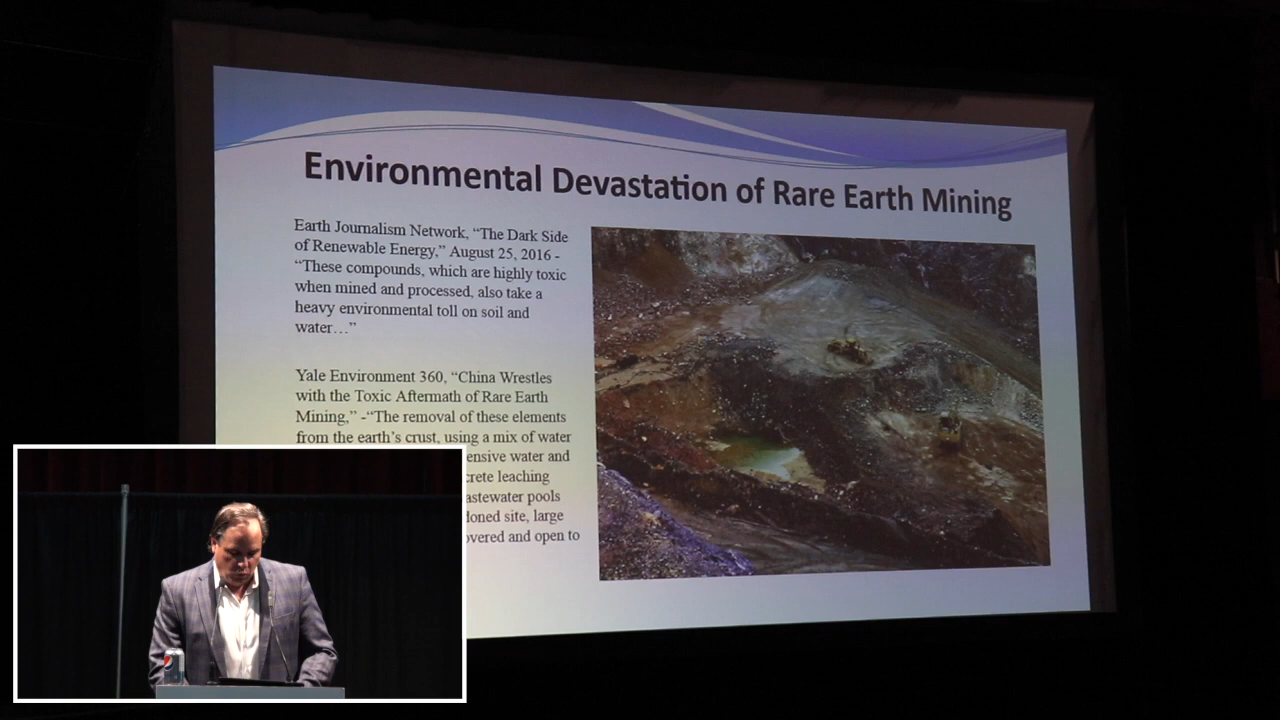 Environmental Devastation of Rare Earth Mining
Earth Journalism Network, “The Dark Side
of Renewable Energy,” August 25, 2016 -
“These compounds, which are highly toxic
when mined and processed, also take a
heavy environmental toll on soil and
water…”
Yale Environment 360, “China Wrestles
with the Toxic Aftermath of Rare Earth
Mining,” -“The removal of these elements
from the earth’s crust, using a mix of water
ensive water and
crete leaching
astewater pools
doned site, large
overed and open to